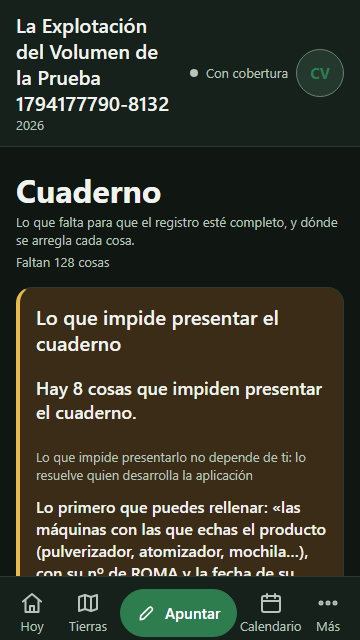 La Explotación
del Volumen de
la Prueba
1794177790-8132
2026
Con cobertura
CV
Cuaderno
Lo que falta para que el registro esté completo, y dónde
se arregla cada cosa.
Faltan 128 cosas
Lo que impide presentar el
cuaderno
Hay 8 cosas que impiden presentar
el cuaderno.
Lo que impide presentarlo no depende de ti: lo
resuelve quien desarrolla la aplicación
Lo primero que puedes rellenar: «las
máquinas con las que echas el producto
(pulverizador, atomizador, mochila...),
con su nº de ROMA y la fecha de su
Hoy
Tierras
Apuntar
Calendario
Más